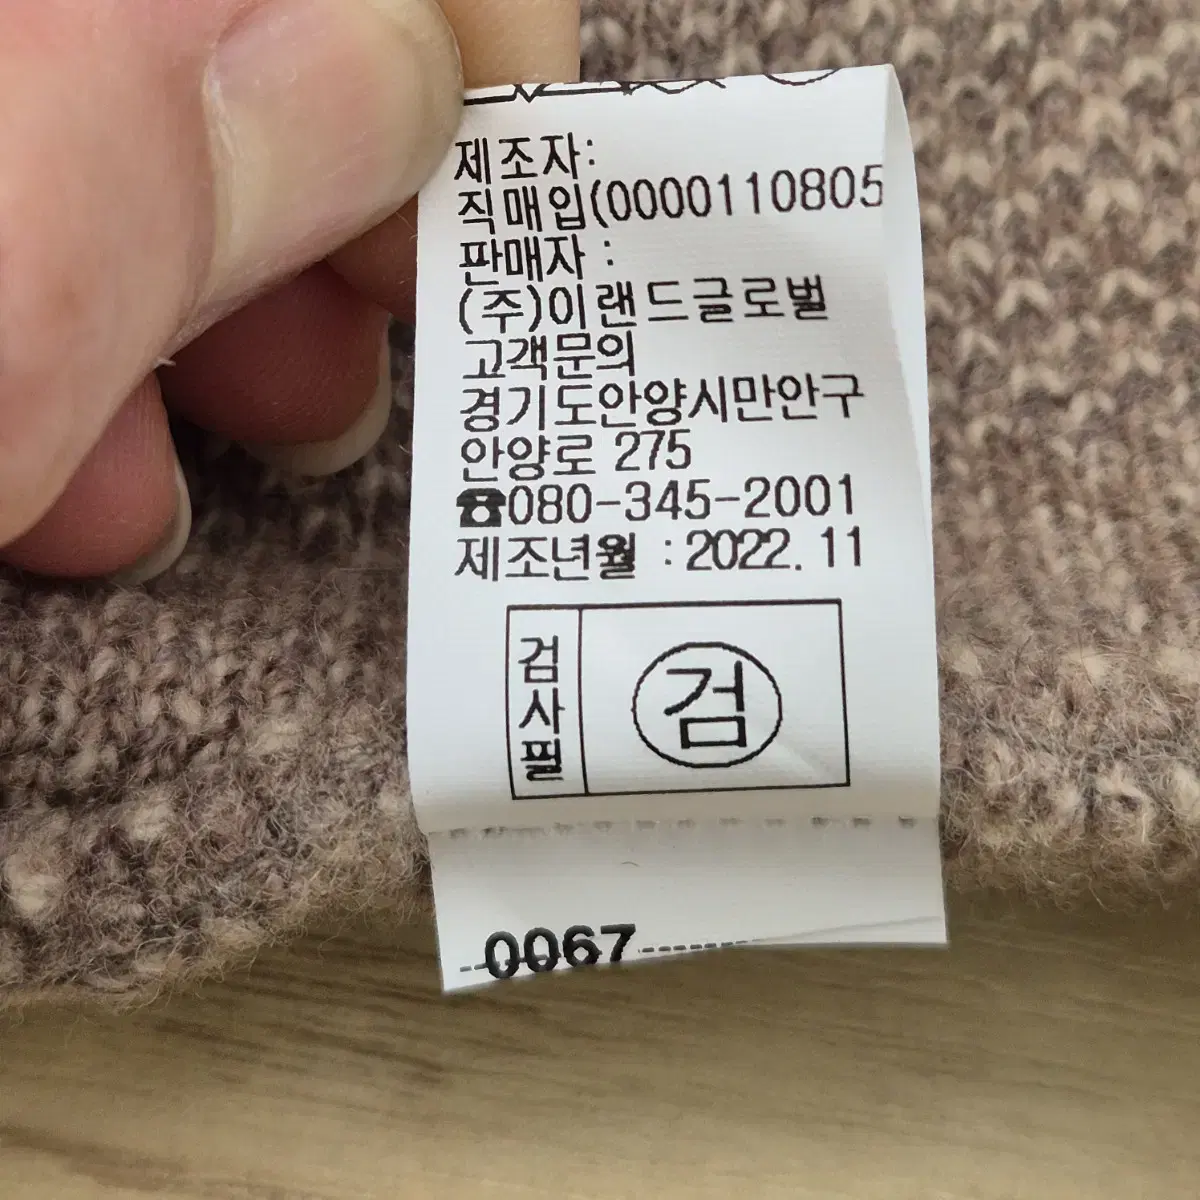 제조자:
직매입(0000110805
판매자 :
(주)이랜드글로벌
고객문의
경기도안양시만안구
안양로 275
☎080-345-2001
제조년월 : 2022. 11
검사필
검
0067